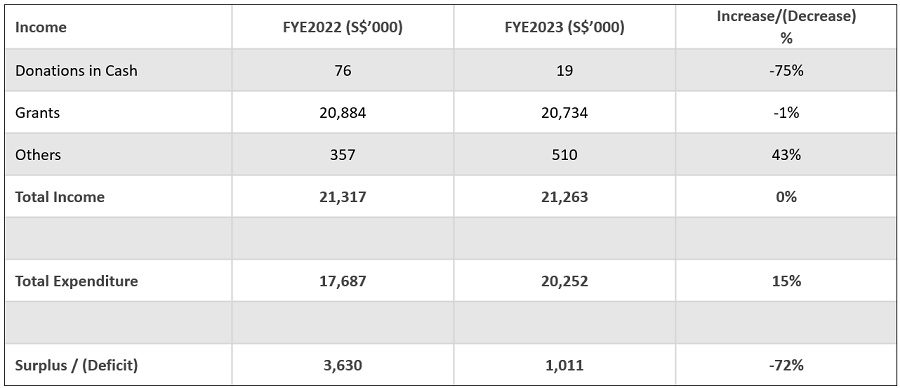 Income FYE2022 (S$’000) FYE2023 (S$’000) Increase/(Decrease) %
Donations in Cash 76 19 -75%
Grants 20,884 20,734 -1%
Others 357 510 43%
Total Income 21,317 21,263 0%
Total Expenditure 17,687 20,252 15%
Surplus / (Deficit) 3,630 1,011 -72%